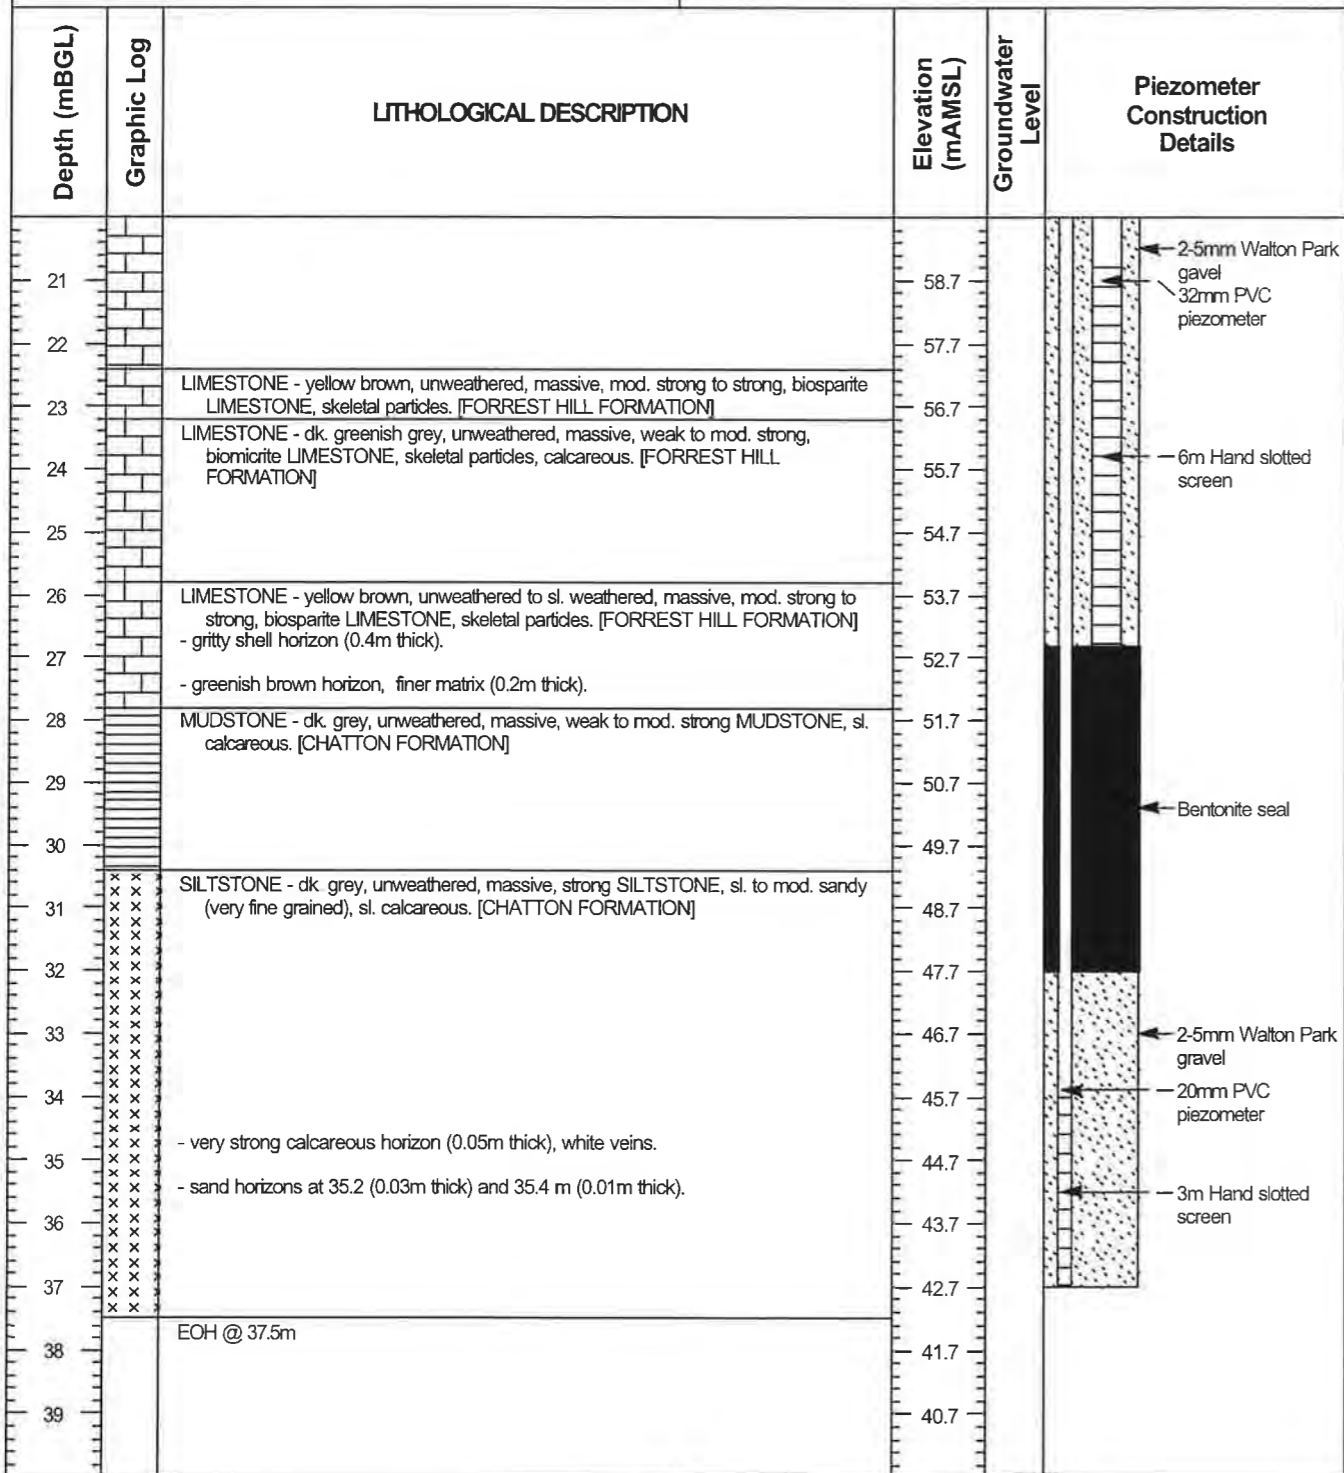 Depth (mBGL)
Graphic Log
LITHOLOGICAL DESCRIPTION
Elevation
(mAMSL)
Groundwater
Level
Piezometer
Construction
Details
21
22
23
24
25
26
27
28
29
30
31
32
33
34
35
36
37
38
39
LIMESTONE - yellow brown, unweathered, massive, mod. strong to strong, biosparite
LIMESTONE, skeletal particles. [FORREST HILL FORMATION]
LIMESTONE - dk. greenish grey, unweathered, massive, weak to mod. strong,
biomicrite LIMESTONE, skeletal particles, calcareous. [FORREST HILL
FORMATION]
LIMESTONE - yellow brown, unweathered to sl. weathered, massive, mod. strong to
strong, biosparite LIMESTONE, skeletal particles. [FORREST HILL FORMATION]
- gritty shell horizon (0.4m thick).
- greenish brown horizon, finer matrix (0.2m thick).
MUDSTONE - dk. grey, unweathered, massive, weak to mod. strong MUDSTONE, sl.
calcareous. [CHATTON FORMATION]
SILTSTONE - dk. grey, unweathered, massive, strong SILTSTONE, sl. to mod. sandy
(very fine grained), sl. calcareous. [CHATTON FORMATION]
- very strong calcareous horizon (0.05m thick), white veins.
- sand horizons at 35.2 (0.03m thick) and 35.4 m (0.01m thick).
EOH @ 37.5m
58.7
57.7
56.7
55.7
54.7
53.7
52.7
51.7
50.7
49.7
48.7
47.7
46.7
45.7
44.7
43.7
42.7
41.7
40.7
2-5mm Walton Park
gavel
32mm PVC
piezometer
6m Hand slotted
screen
Bentonite seal
2-5mm Walton Park
gravel
20mm PVC
piezometer
3m Hand slotted
screen